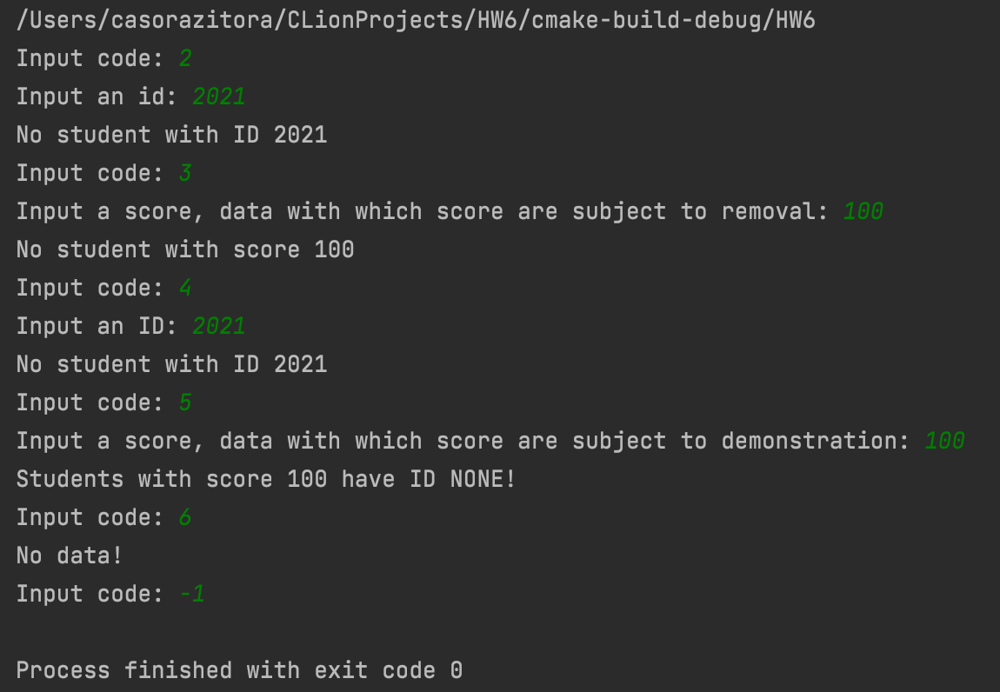 /Users/casorazitora/CLionProjects/HW6/cmake-build-debug/HW6
Input code: 2
Input an id: 2021
No student with ID 2021
Input code: 3
Input a score, data with which score are subject to removal: 100
No student with score 100
Input code: 4
Input an ID: 2021
No student with ID 2021
Input code: 5
Input a score, data with which score are subject to demonstration: 100
Students with score 100 have ID NONE!
Input code: 6
No data!
Input code: -1
Process finished with exit code 0